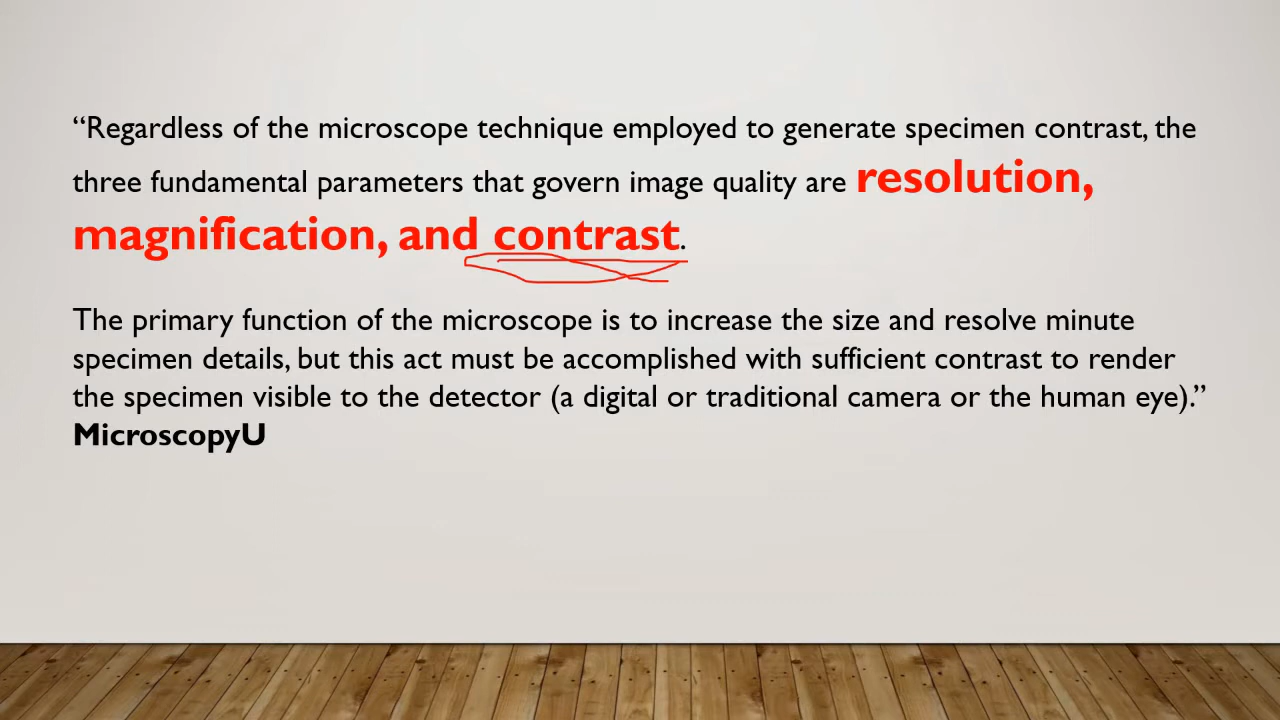 “Regardless of the microscope technique employed to generate specimen contrast, the
three fundamental parameters that govern image quality are resolution,
magnification, and contrast.
The primary function of the microscope is to increase the size and resolve minute
specimen details, but this act must be accomplished with sufficient contrast to render
the specimen visible to the detector (a digital or traditional camera or the human eye).”
MicroscopyU